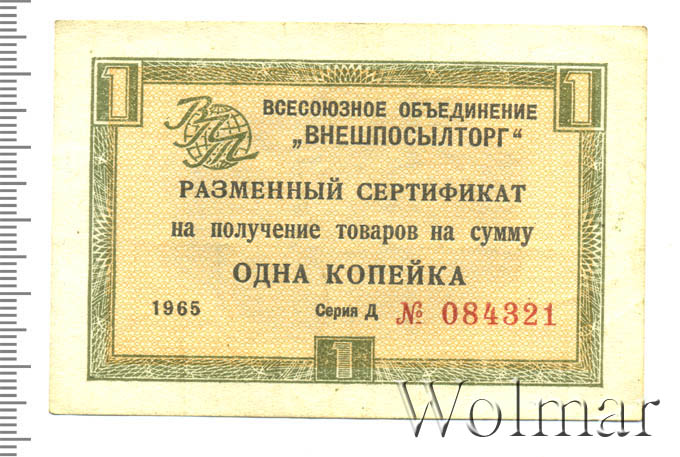 1 1
ВПТ
ВСЕСОЮЗНОЕ ОБЪЕДИНЕНИЕ
„ВНЕШПОСЫЛТОРГ“
РАЗМЕННЫЙ СЕРТИФИКАТ
на получение товаров на сумму
ОДНА КОПЕЙКА
1965 Серия Д № 084321
1
Wolmar